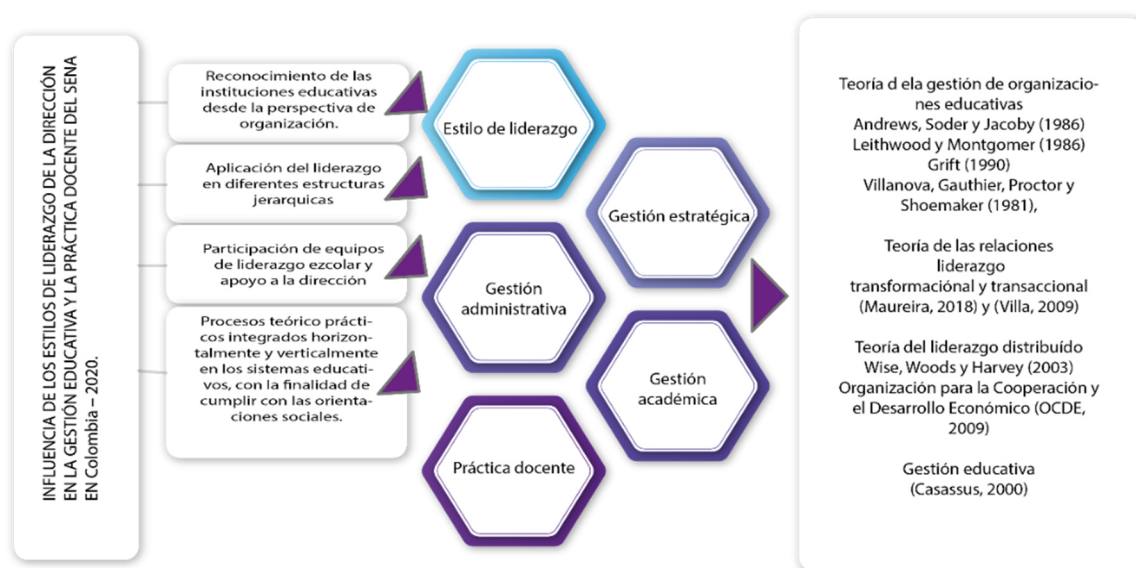 INFLUENCIA DE LOS ESTILOS DE LIDERAZGO DE LA DIRECCIÓN
EN LA GESTIÓN EDUCATIVA Y LA PRÁCTICA DOCENTE DEL SENA
EN Colombia – 2020.
Reconocimiento de las
instituciones educativas
desde la perspectiva de
organización.
Aplicación del liderazgo
en diferentes estructuras
jerarquicas
Participación de equipos
de liderazgo ezcolar y
apoyo a la dirección
Procesos teórico prácti-
cos integrados horizon-
talmente y verticalmente
en los sistemas educati-
vos, con la finalidad de
cumplir con las orienta-
ciones sociales.
Estilo de liderazgo
Gestión estratégica
Gestión
administrativa
Gestión
académica
Práctica docente
Teoría d ela gestión de organizacio-
nes educativas
Andrews, Soder y Jacoby (1986)
Leithwood y Montgomer (1986)
Grift (1990)
Villanova, Gauthier, Proctor y
Shoemaker (1981),
Teoría de las relaciones
liderazgo
transformaciónal y transaccional
(Maureira, 2018) y (Villa, 2009)
Teoría del liderazgo distribuído
Wise, Woods y Harvey (2003)
Organización para la Cooperación y
el Desarrollo Económico (OCDE,
2009)
Gestión educativa
(Casassus, 2000)